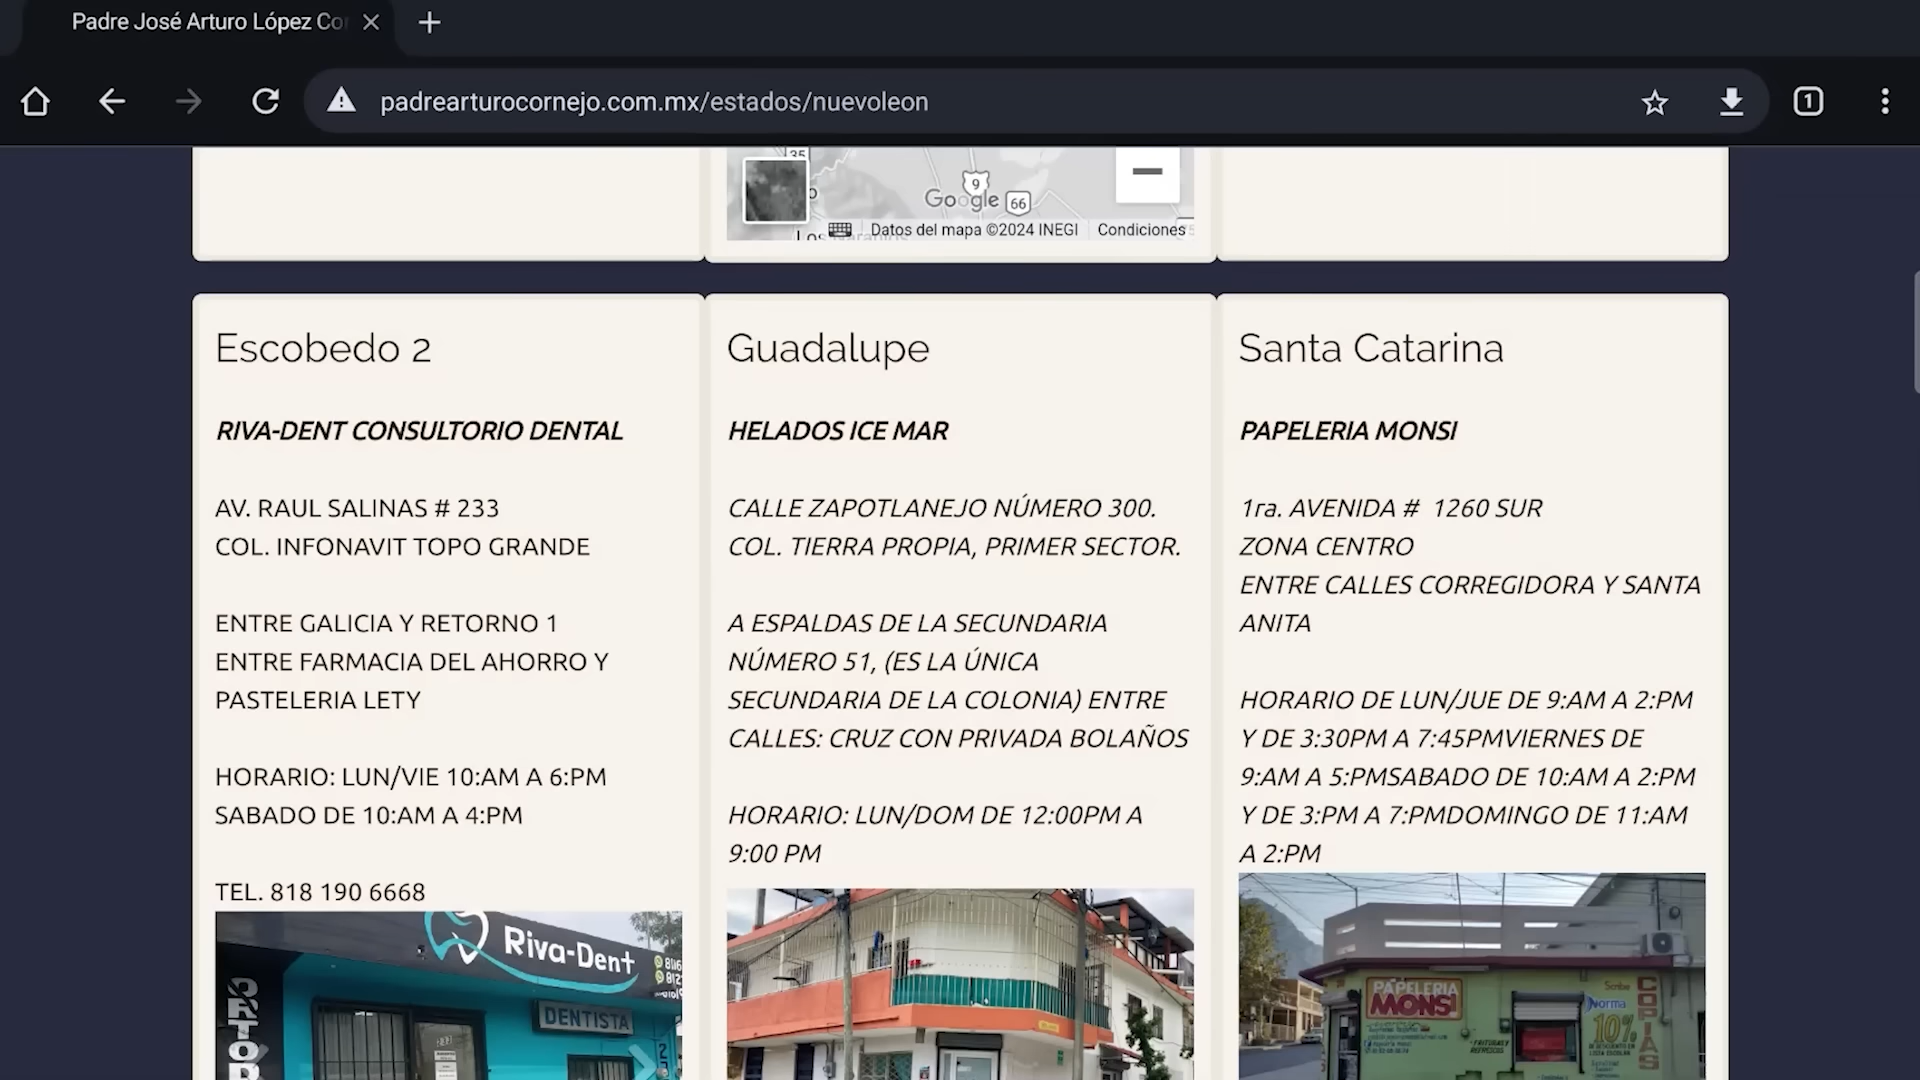 Padre José Arturo López Cor
padrearturocornejo.com.mx/estados/nuevoleon
1
35
9
Google
66
Datos del mapa ©2024 INEGI
Condiciones
Escobedo 2
RIVA-DENT CONSULTORIO DENTAL
AV. RAUL SALINAS # 233
COL. INFONAVIT TOPO GRANDE
ENTRE GALICIA Y RETORNO 1
ENTRE FARMACIA DEL AHORRO Y
PASTELERIA LETY
HORARIO: LUN/VIE 10:AM A 6:PM
SABADO DE 10:AM A 4:PM
TEL. 818 190 6668
Riva-Dent
DENTISTA
233
Guadalupe
HELADOS ICE MAR
CALLE ZAPOTLANEJO NÚMERO 300.
COL. TIERRA PROPIA, PRIMER SECTOR.
A ESPALDAS DE LA SECUNDARIA
NÚMERO 51, (ES LA ÚNICA
SECUNDARIA DE LA COLONIA) ENTRE
CALLES: CRUZ CON PRIVADA BOLAÑOS
HORARIO: LUN/DOM DE 12:00PM A
9:00 PM
Santa Catarina
PAPELERIA MONSI
1ra. AVENIDA #  1260 SUR
ZONA CENTRO
ENTRE CALLES CORREGIDORA Y SANTA
ANITA
HORARIO DE LUN/JUE DE 9:AM A 2:PM
Y DE 3:30PM A 7:45PMVIERNES DE
9:AM A 5:PMSABADO DE 10:AM A 2:PM
Y DE 3:PM A 7:PMDOMINGO DE 11:AM
A 2:PM
PAPELERIA
MONSI
Scribe
Norma
10%
COPIAS